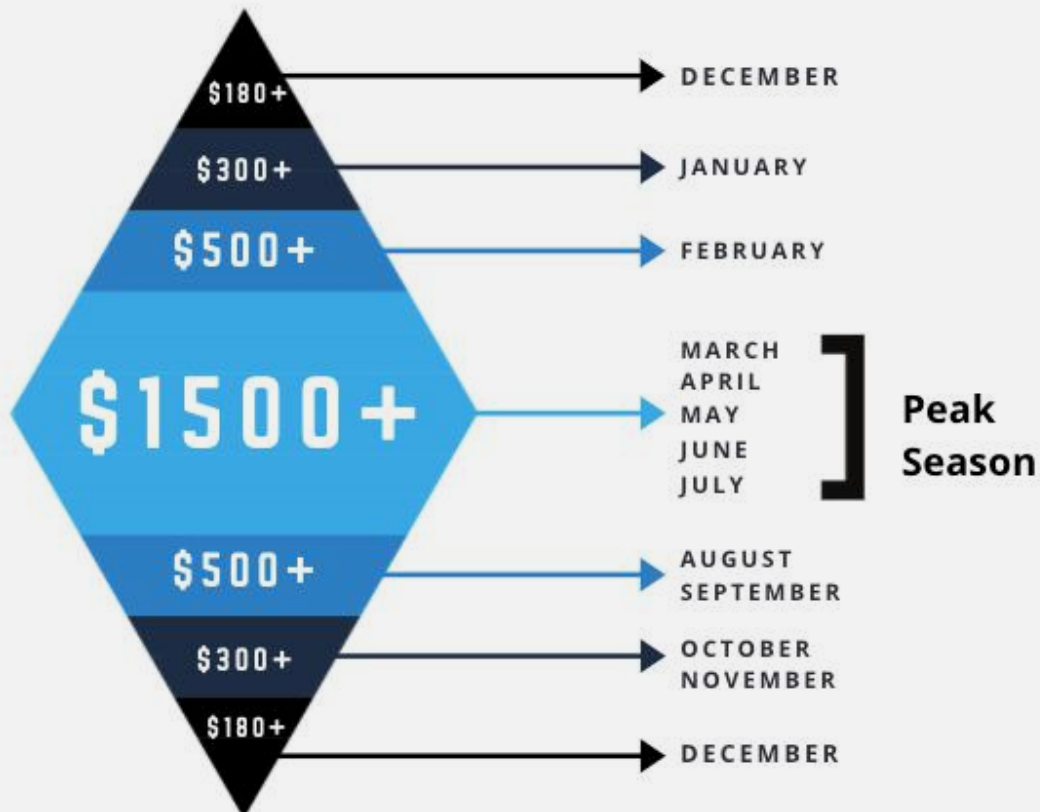 $180+
DECEMBER
$300+
JANUARY
$500+
FEBRUARY
$1500+
MARCH
APRIL
MAY
JUNE
JULY
Peak
Season
$500+
AUGUST
SEPTEMBER
$300+
OCTOBER
NOVEMBER
$180+
DECEMBER